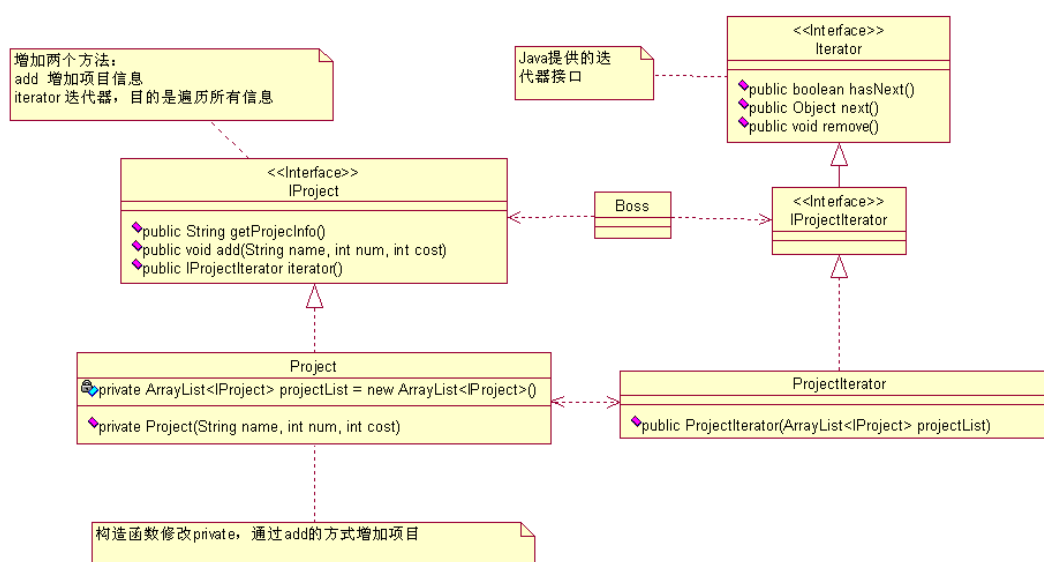 增加两个方法：
add 增加项目信息
iterator 迭代器，目的是遍历所有信息
Java提供的迭
代器接口
<<Interface>>
Iterator
public boolean hasNext()
public Object next()
public void remove()
<<Interface>>
IProject
public String getProjecInfo()
public void add(String name, int num, int cost)
public IProjectIterator iterator()
Boss
<<Interface>>
IProjectIterator
Project
private ArrayList<IProject> projectList = new ArrayList<IProject>()
private Project(String name, int num, int cost)
ProjectIterator
public ProjectIterator(ArrayList<IProject> projectList)
构造函数修改private，通过add的方式增加项目